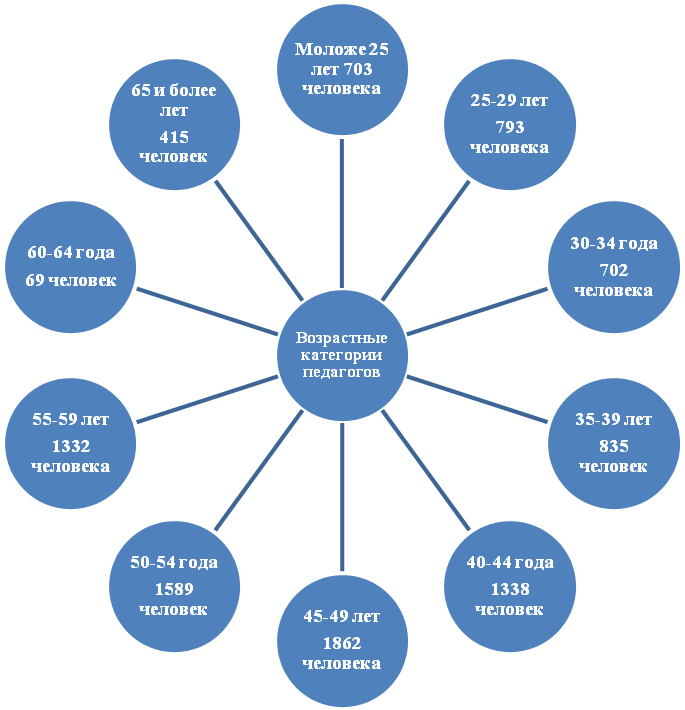 Моложе 25
лет 703
человека
25-29 лет
793
человека
30-34 года
702
человека
35-39 лет
835
человек
40-44 года
1338
человек
45-49 лет
1862
человека
50-54 года
1589
человек
55-59 лет
1332
человека
60-64 года
69 человек
65 и более
лет
415
человек
Возрастные
категории
педагогов